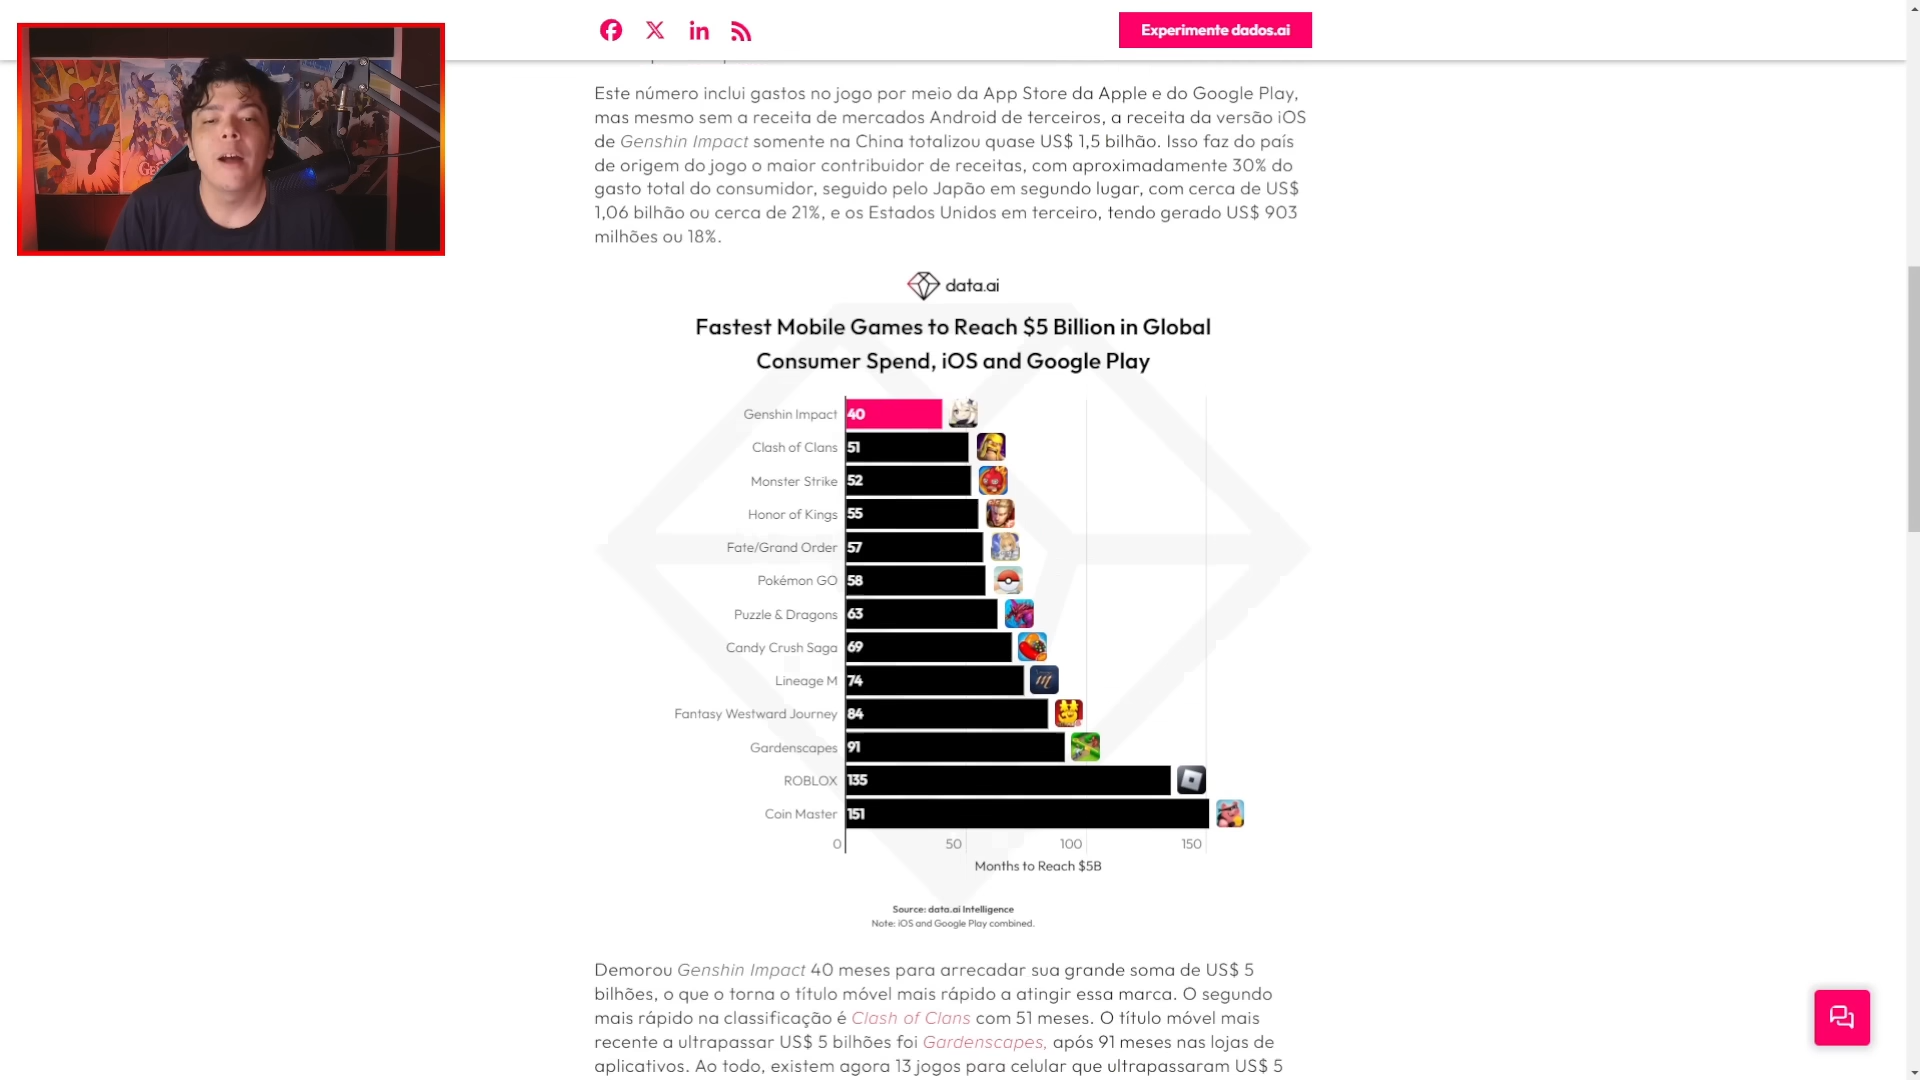 Experimente dados.ai
Este número inclui gastos no jogo por meio da App Store da Apple e do Google Play,
mas mesmo sem a receita de mercados Android de terceiros, a receita da versão iOS
de Genshin Impact somente na China totalizou quase US$ 1,5 bilhão. Isso faz do país
de origem do jogo o maior contribuidor de receitas, com aproximadamente 30% do
gasto total do consumidor, seguido pelo Japão em segundo lugar, com cerca de US$
1,06 bilhão ou cerca de 21%, e os Estados Unidos em terceiro, tendo gerado US$ 903
milhões ou 18%.
data.ai
Fastest Mobile Games to Reach $5 Billion in Global
Consumer Spend, iOS and Google Play
Genshin Impact 40
Clash of Clans 51
Monster Strike 52
Honor of Kings 55
Fate/Grand Order 57
Pokémon GO 58
Puzzle & Dragons 63
Candy Crush Saga 69
Lineage M 74
Fantasy Westward Journey 84
Gardenscapes 91
ROBLOX 135
Coin Master 151
0 50 100 150
Months to Reach $5B
Source: data.ai Intelligence
Note: iOS and Google Play combined.
Demorou Genshin Impact 40 meses para arrecadar sua grande soma de US$ 5
bilhões, o que o torna o título móvel mais rápido a atingir essa marca. O segundo
mais rápido na classificação é Clash of Clans com 51 meses. O título móvel mais
recente a ultrapassar US$ 5 bilhões foi Gardenscapes, após 91 meses nas lojas de
aplicativos. Ao todo, existem agora 13 jogos para celular que ultrapassaram US$ 5